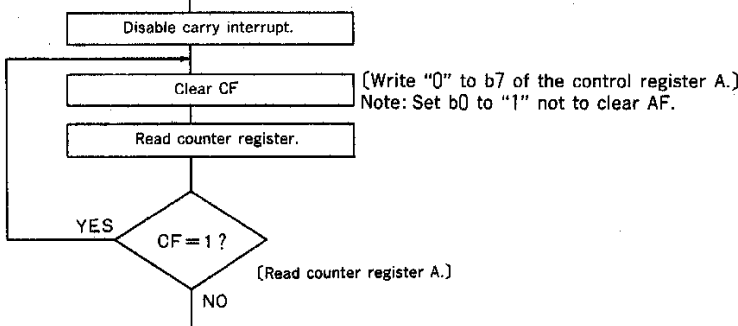 Disable carry interrupt.
Clear CF
(Write "0" to b7 of the control register A.)
Note: Set b0 to "1" not to clear AF.
Read counter register.
YES
CF=1?
(Read counter register A.)
NO